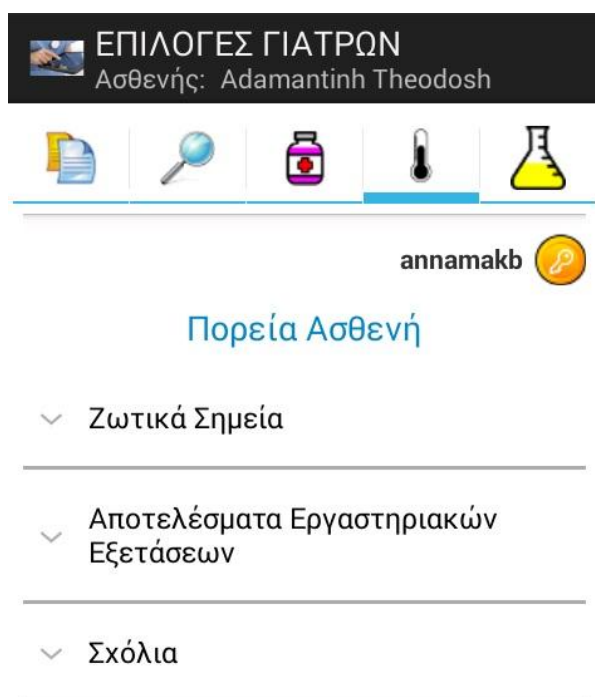 ΕΠΙΛΟΓΕΣ ΓΙΑΤΡΩΝ
Ασθενής: Adamantinh Theodosh
annamakb
Πορεία Ασθενή
Ζωτικά Σημεία
Αποτελέσματα Εργαστηριακών
Εξετάσεων
Σχόλια